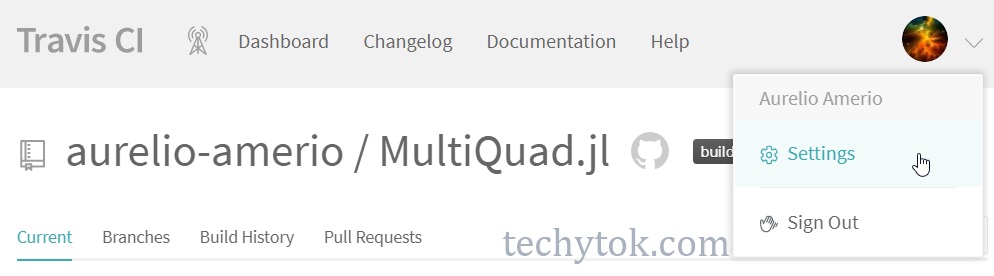 Travis CI Dashboard Changelog Documentation Help
Aurelio Amerio
aurelio-amerio / MultiQuad.jl build
Settings
Sign Out
Current Branches Build History Pull Requests
techytok.com